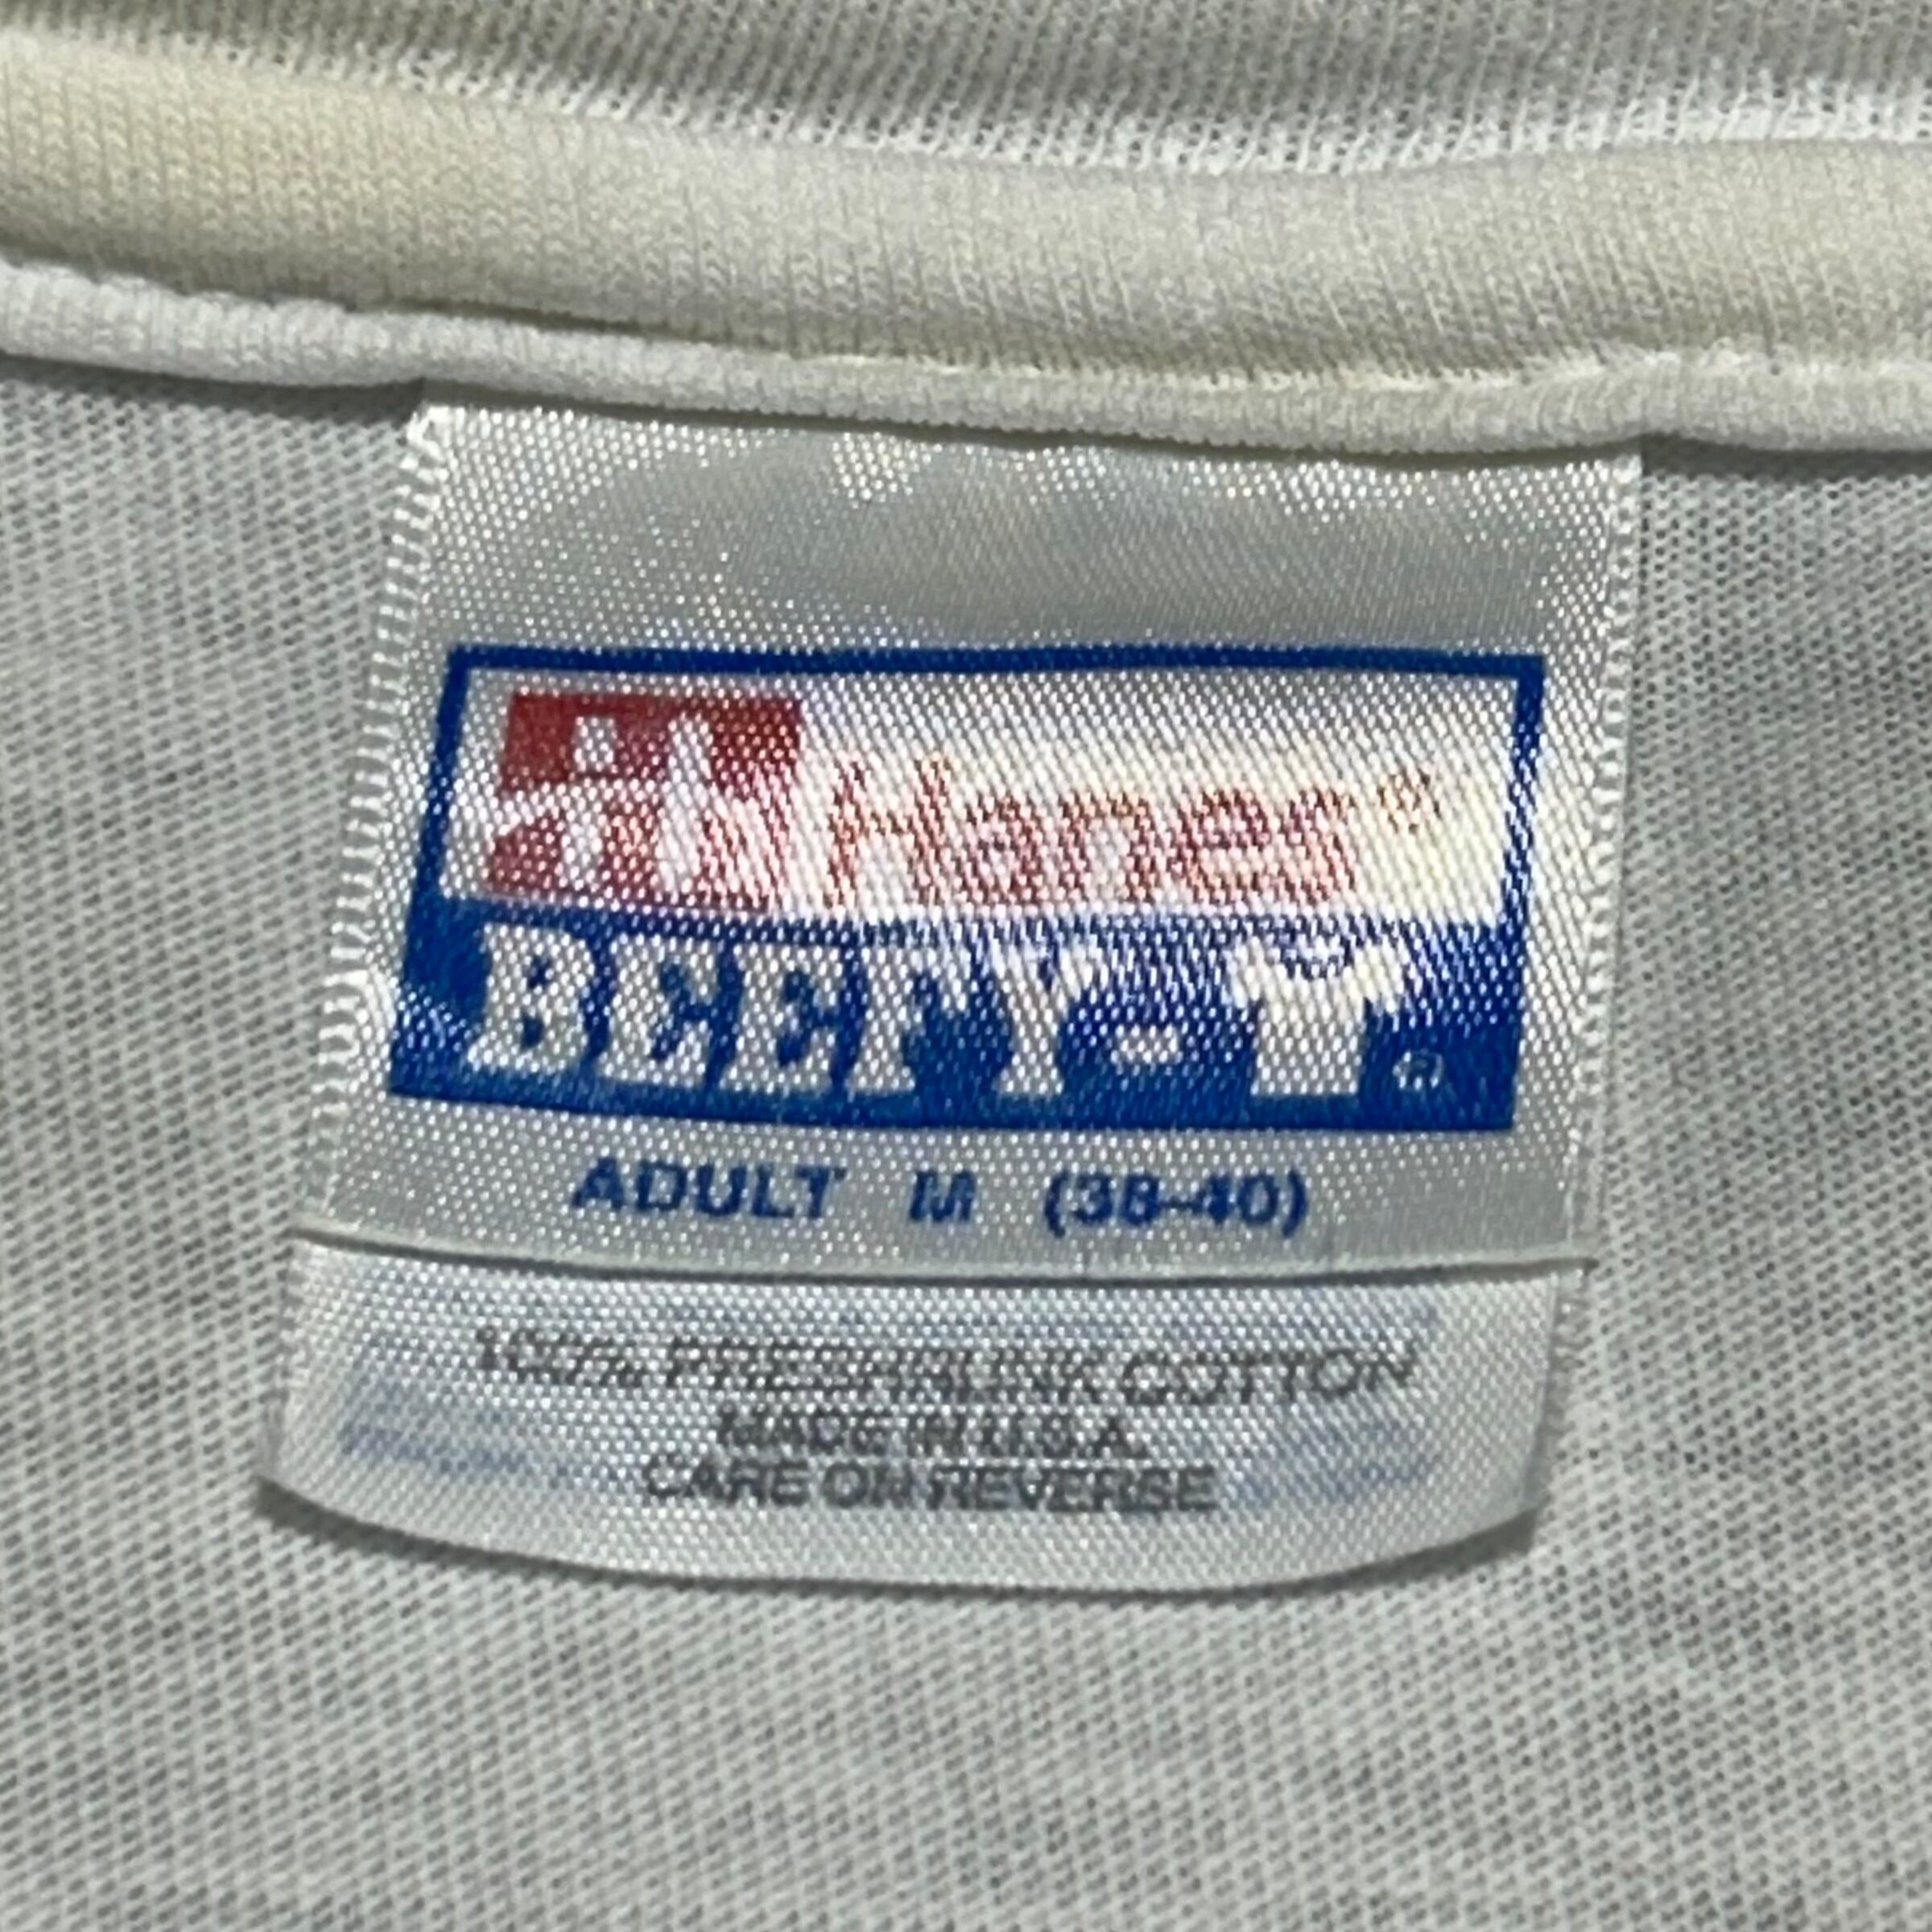 Hanes®
BEEFY-T®
ADULT M (38-40)
100% PRESHRUNK COTTON
MADE IN U.S.A.
CARE ON REVERSE